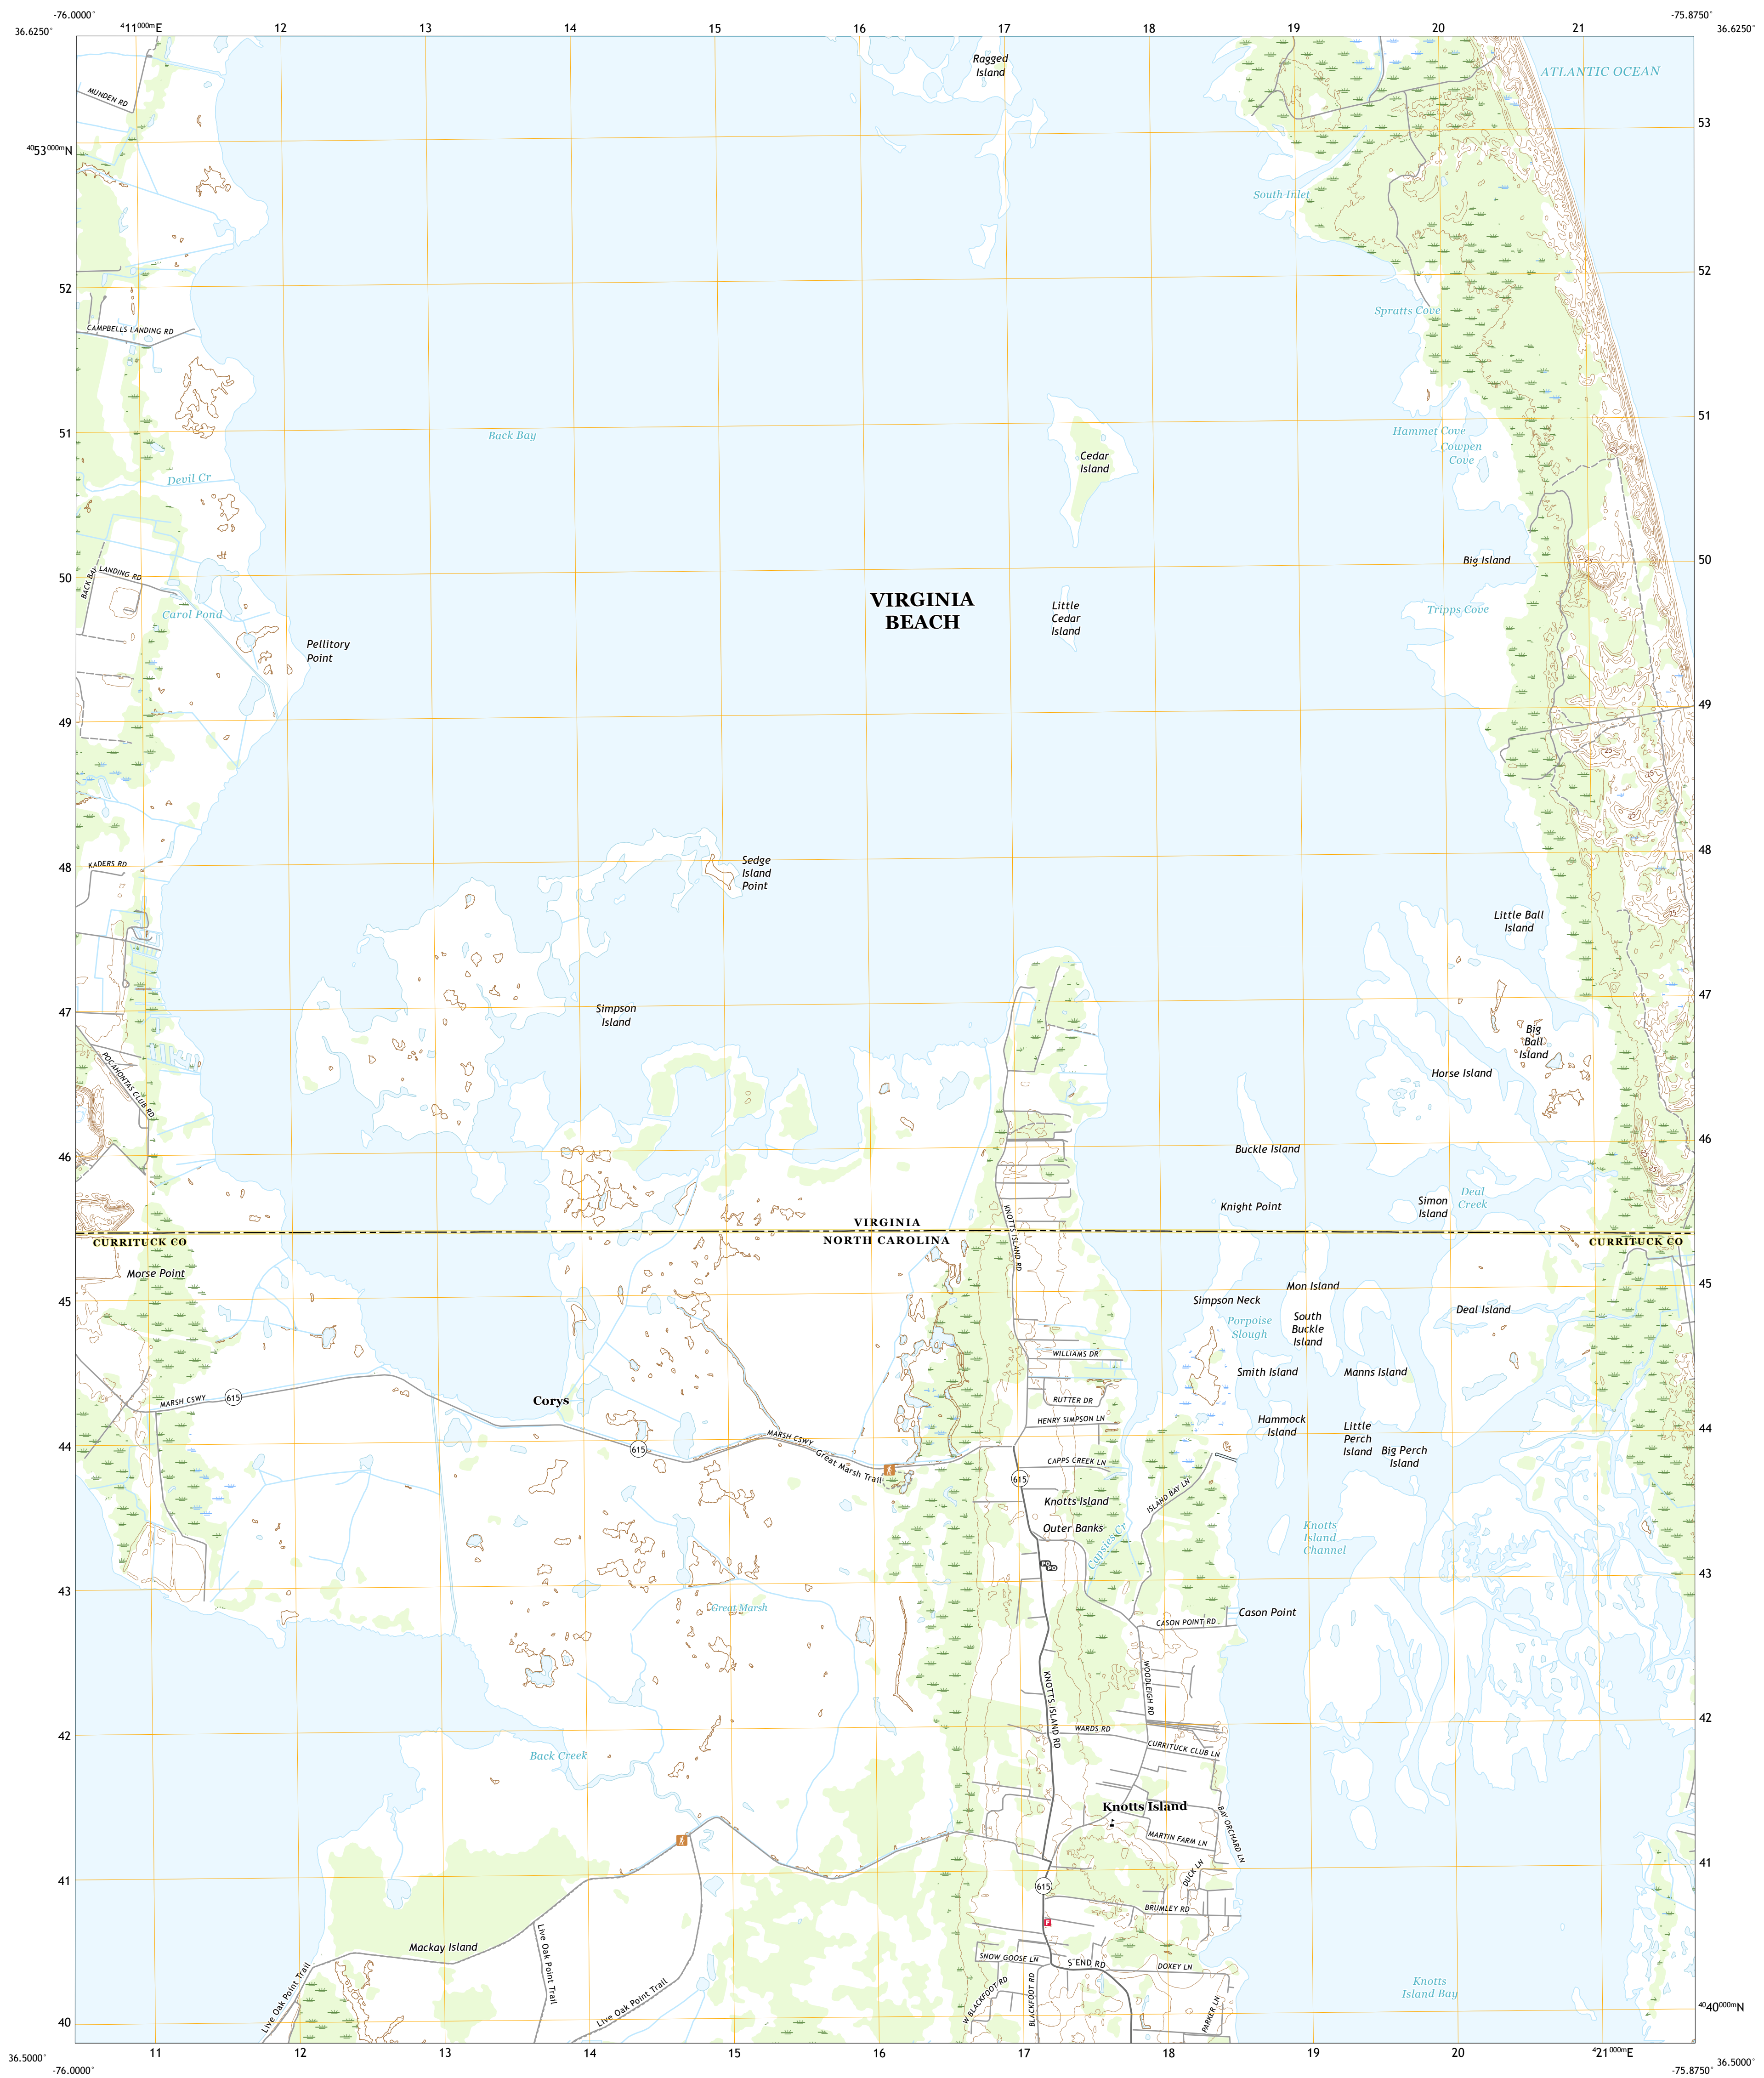 -76.0000°
36.6250°
411000mE
12
13
14
15
16
17
18
19
20
21
-75.8750°
36.6250°
Ragged
Island
ATLANTIC OCEAN
MUNDEN RD
4053000mN
53
South Inlet
52
52
CAMPBELLS LANDING RD
Spratts Cove
51
51
Back Bay
Hammet Cove
Cowpen
Cove
Cedar
Island
Devil Cr
25
Big Island
50
50
25
BACK BAY
LANDING RD
Carol Pond
VIRGINIA
BEACH
Little
Cedar
Island
Tripps Cove
Pellitory
Point
49
49
25
25
25
48
48
KADERS RD
Sedge
Island
Point
Little Ball
Island
25
47
47
Simpson
Island
Big
Ball
Island
Horse Island
POCAHONTAS CLUB RD
46
46
Buckle Island
25
25
Knight Point
Simon
Island
Deal
Creek
KNOTTS ISLAND RD
VIRGINIA
NORTH CAROLINA
CURRITUCK CO
CURRITUCK CO
Morse Point
45
45
Mon Island
Simpson Neck
Deal Island
Porpoise
Slough
South
Buckle
Island
WILLIAMS DR
Smith Island
Manns Island
MARSH CSWY
615
Corys
RUTTER DR
HENRY SIMPSON LN
Hammock
Island
Little
Perch
Island
Big Perch
Island
44
44
615
MARSH CSWY
Great Marsh Trail
CAPPS CREEK LN
615
ISLAND BAY LN
Knotts Island
Outer Banks
Capsies Cr
Knotts
Island
Channel
PO
PO
43
43
Great Marsh
Cason Point
CASON POINT RD
WOODLEIGH RD
KNOTTS ISLAND RD
42
42
WARDS RD
CURRITUCK CLUB LN
Back Creek
Knotts Island
BAY ORCHARD LN
MARTIN FARM LN
41
41
DUCK LN
615
BRUMLEY RD
F
Mackay Island
Live Oak Point Trail
Live Oak Point Trail
Live Oak Point Trail
SNOW GOOSE LN
S END RD
DOXEY LN
W BLACKFOOT RD
BLACKFOOT RD
PARKER LN
Knotts
Island Bay
40
4040000mN
36.5000°
-76.0000°
11
12
13
14
15
16
17
18
19
20
421000mE
36.5000°
-75.8750°